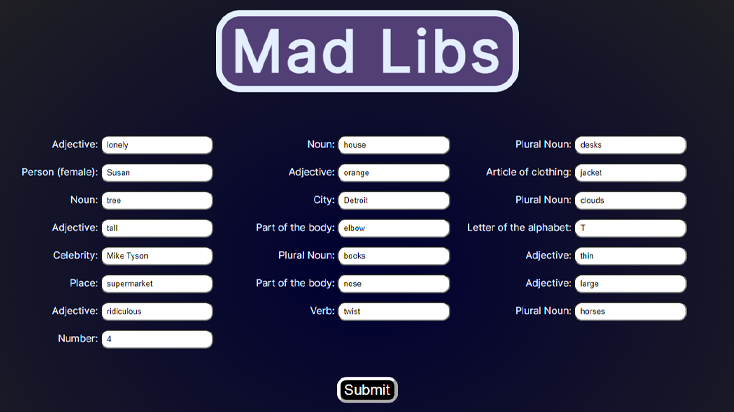 Mad Libs
Adjective: lonely
Person (female): Susan
Noun: tree
Adjective: tall
Celebrity: Mike Tyson
Place: supermarket
Adjective: ridiculous
Number: 4
Noun: house
Adjective: orange
City: Detroit
Part of the body: elbow
Plural Noun: books
Part of the body: nose
Verb: twist
Plural Noun: desks
Article of clothing: jacket
Plural Noun: clouds
Letter of the alphabet: T
Adjective: thin
Adjective: large
Plural Noun: horses
Submit